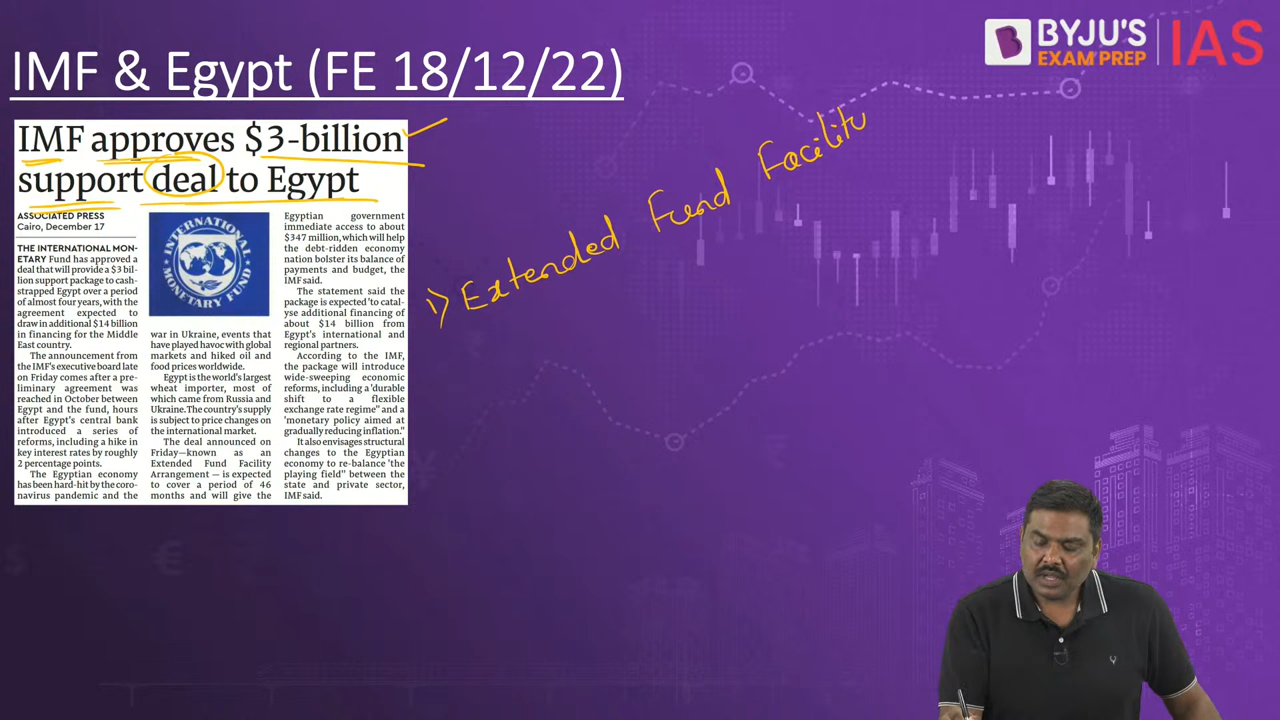 IMF & Egypt (FE 18/12/22)
BYJU'S
EXAM PREP
IAS
IMF approves $3-billion
support deal to Egypt
ASSOCIATED PRESS
Cairo, December 17
THE INTERNATIONAL MON-
ETARY Fund has approved a
deal that will provide a $3 bil-
lion support package to cash-
strapped Egypt over a period
of almost four years, with the
agreement expected to
draw in additional $14 billion
in financing for the Middle
East country.
The announcement from
the IMF's executive board late
on Friday comes after a pre-
liminary agreement was
reached in October between
Egypt and the fund, hours
after Egypt's central bank
introduced a series of
reforms, including a hike in
key interest rates by roughly
2 percentage points.
The Egyptian economy
has been hard-hit by the coro-
navirus pandemic and the
INTERNATIONAL
MONETARY FUND
war in Ukraine, events that
have played havoc with global
markets and hiked oil and
food prices worldwide.
Egypt is the world's largest
wheat importer, most of
which came from Russia and
Ukraine. The country's supply
is subject to price changes on
the international market.
The deal announced on
Friday—known as an
Extended Fund Facility
Arrangement — is expected
to cover a period of 46
months and will give the
Egyptian government
immediate access to about
$347 million, which will help
the debt-ridden economy
nation bolster its balance of
payments and budget, the
IMF said.
The statement said the
package is expected 'to catal-
yse additional financing of
about $14 billion from
Egypt's international and
regional partners.
According to the IMF,
the package will introduce
wide-sweeping economic
reforms, including a 'durable
shift to a flexible
exchange rate regime" and a
'monetary policy aimed at
gradually reducing inflation."
It also envisages structural
changes to the Egyptian
economy to re-balance 'the
playing field" between the
state and private sector,
IMF said.
1) Extended Fund Facility